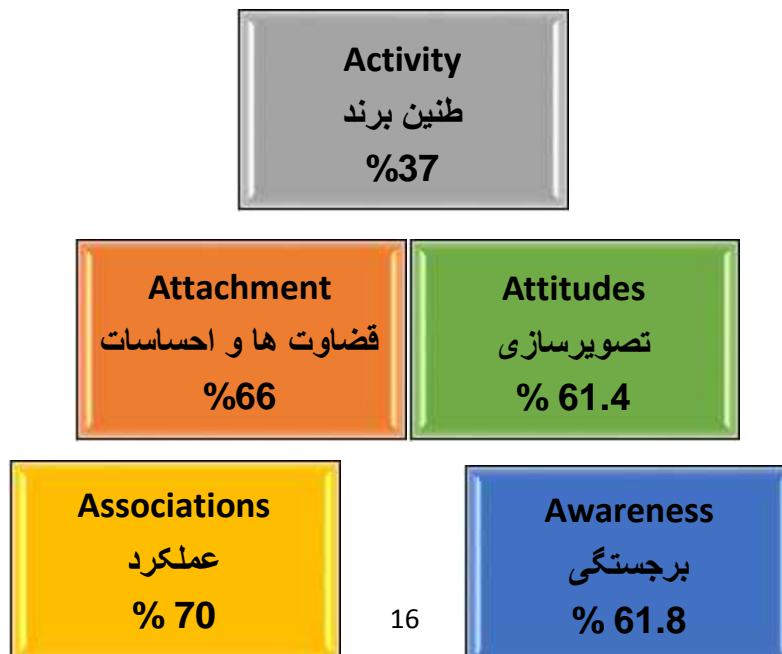 Activity
طنین برند
%37
Attachment
قضاوت ها و احساسات
%66
Attitudes
تصویرسازی
% 61.4
Associations
عملکرد
% 70
16
Awareness
برجستگی
% 61.8